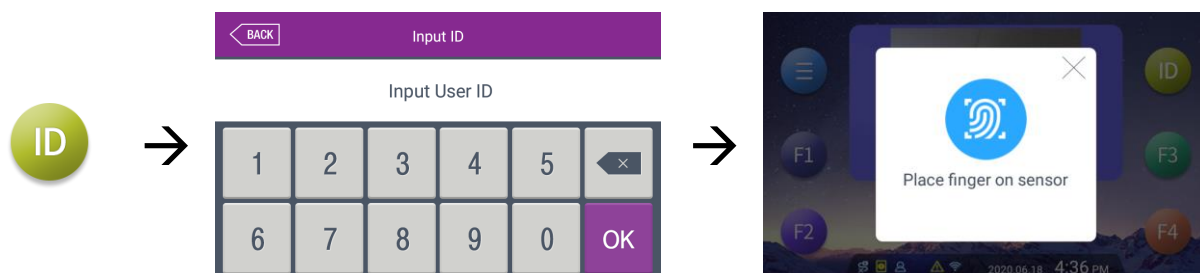 ID
BACK
Input ID
Input User ID
1 2 3 4 5
6 7 8 9 0 OK
ID
F1
F3
Place finger on sensor
F2
F4
2020.06.18 4:36 PM